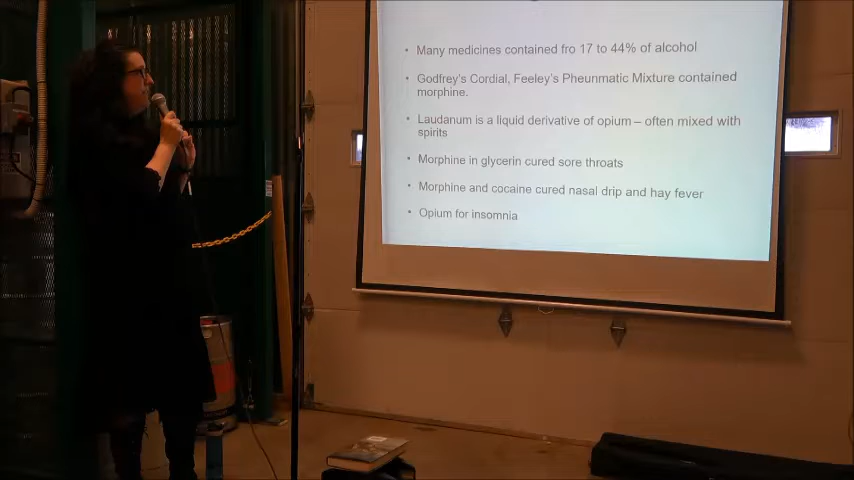 • Many medicines contained fro 17 to 44% of alcohol
• Godfrey's Cordial, Feeley's Pheunmatic Mixture contained
morphine.
• Laudanum is a liquid derivative of opium – often mixed with
spirits
• Morphine in glycerin cured sore throats
• Morphine and cocaine cured nasal drip and hay fever
• Opium for insomnia